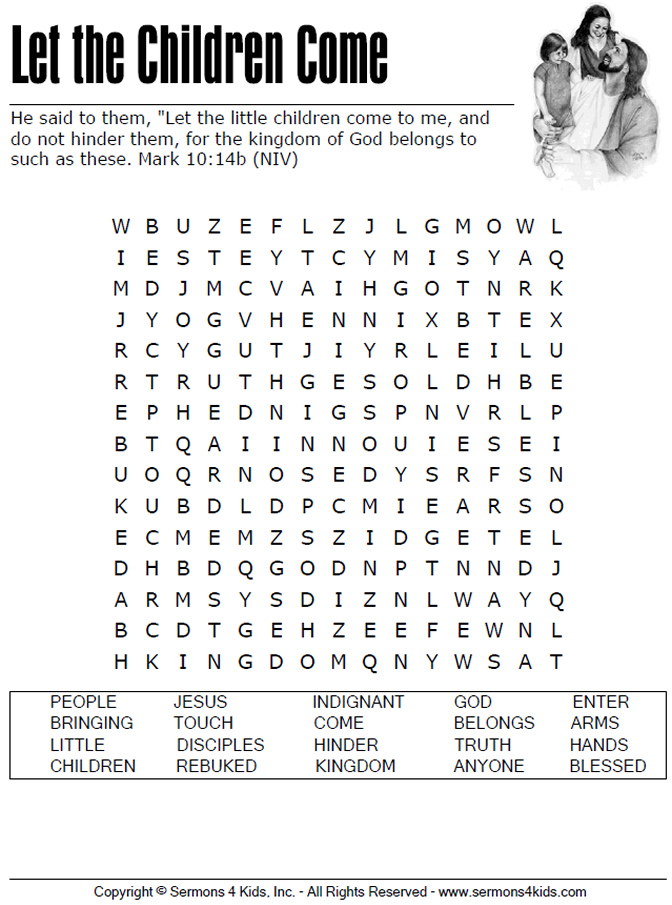 Let the Children Come
He said to them, "Let the little children come to me, and
do not hinder them, for the kingdom of God belongs to
such as these. Mark 10:14b (NIV)
W B U Z E F L Z J L G M O W L
I E S T E Y T C Y M I S Y A Q
M D J M C V A I H G O T N R K
J Y O G V H E N N I X B T E X
R C Y G U T J I Y R L E I L U
R T R U T H G E S O L D H B E
E P H E D N I G S P N V R L P
B T Q A I I N N O U I E S E I
U O Q R N O S E D Y S R F S N
K U B D L D P C M I E A R S O
E C M E M Z S Z I D G E T E L
D H B D Q G O D N P T N N D J
A R M S Y S D I Z N L W A Y Q
B C D T G E H Z E E F E W N L
H K I N G D O M Q N Y W S A T
PEOPLE JESUS INDIGNANT GOD ENTER
BRINGING TOUCH COME BELONGS ARMS
LITTLE DISCIPLES HINDER TRUTH HANDS
CHILDREN REBUKED KINGDOM ANYONE BLESSED
Copyright © Sermons 4 Kids, Inc. - All Rights Reserved - www.sermons4kids.com